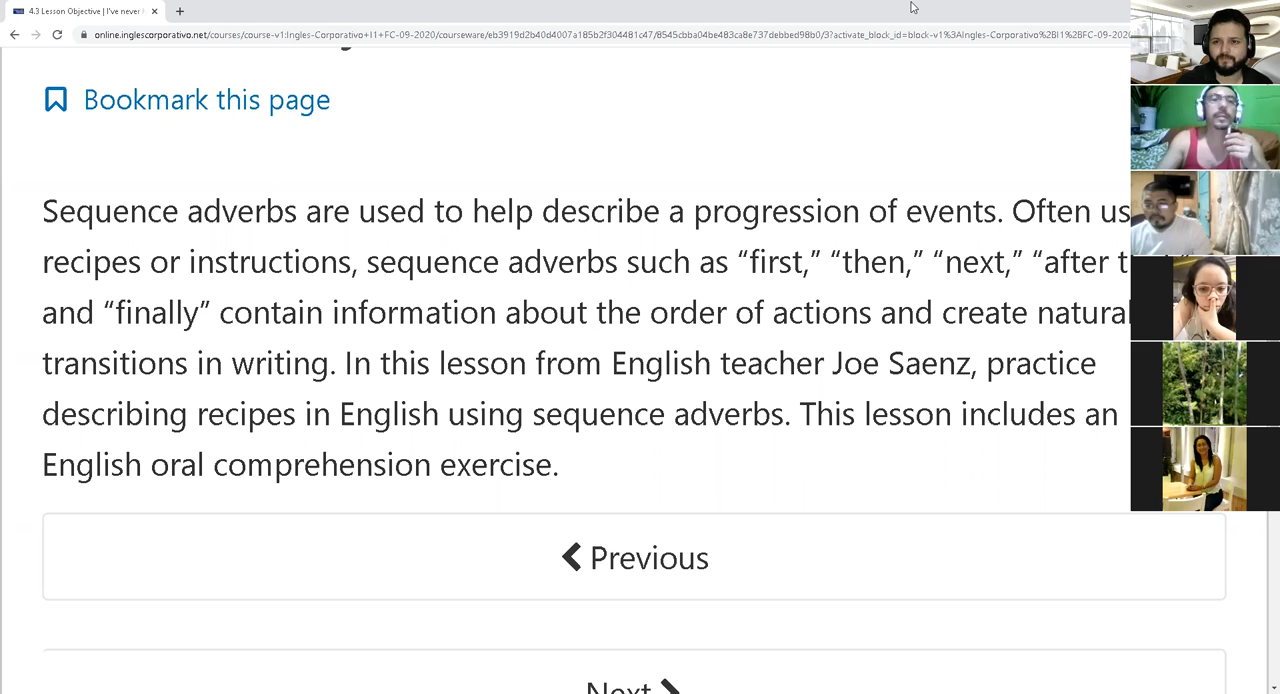 4.3 Lesson Objective | I've never
online.inglescorporativo.net/courses/course-v1:Ingles-Corporativo+I1+FC-09-2020/courseware/eb3919d2b40d4007a185b2f304481c47/8545cbba04be483ca8e737debbed98b0/3?activate_block_id=block-v1%3AIngles-Corporativo%2BI1%2BFC-09-202
Bookmark this page
Sequence adverbs are used to help describe a progression of events. Often us
recipes or instructions, sequence adverbs such as “first,” “then,” “next,” “after t
and “finally” contain information about the order of actions and create natural
transitions in writing. In this lesson from English teacher Joe Saenz, practice
describing recipes in English using sequence adverbs. This lesson includes an
English oral comprehension exercise.
Previous
Next